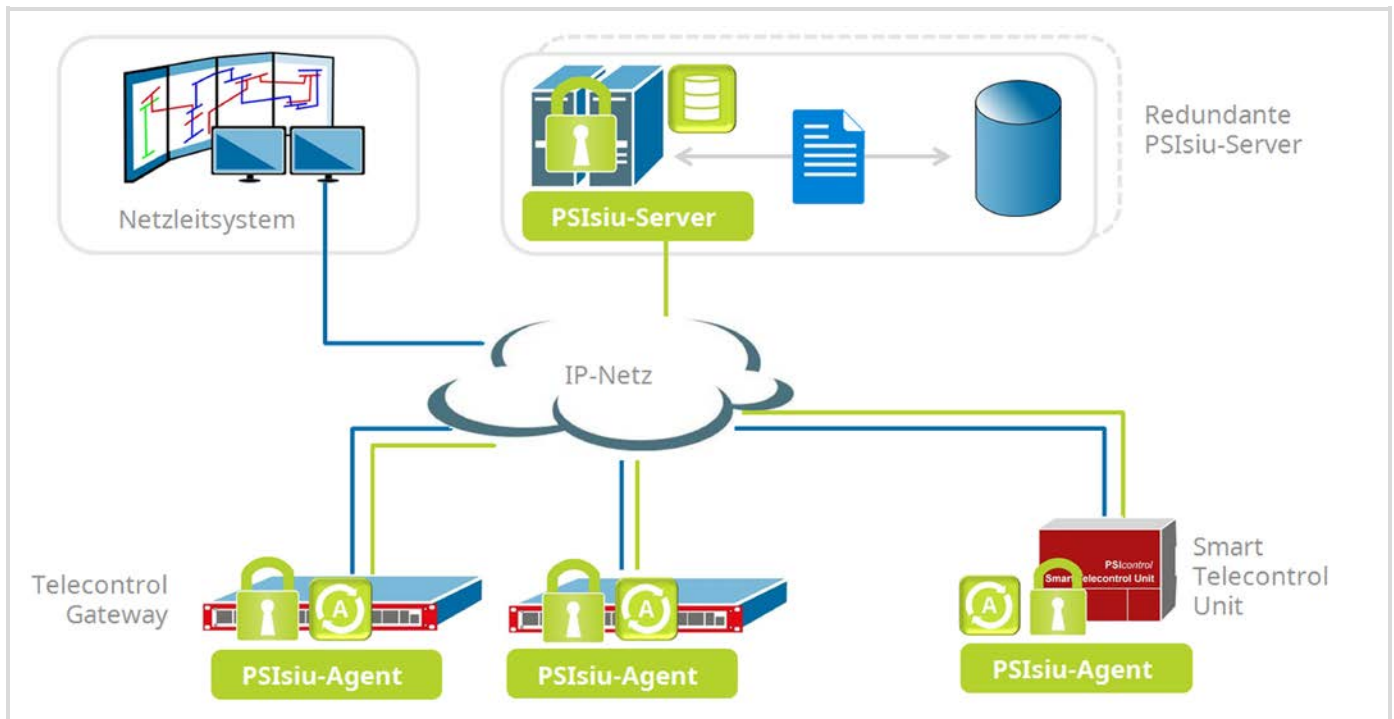 Netzleitsystem
PSIsiu-Server
Redundante
PSIsiu-Server
IP-Netz
Telecontrol
Gateway
A
PSIsiu-Agent
A
PSIsiu-Agent
A
PSIcontrol
Smart Telecontrol Unit
PSIsiu-Agent
Smart
Telecontrol
Unit